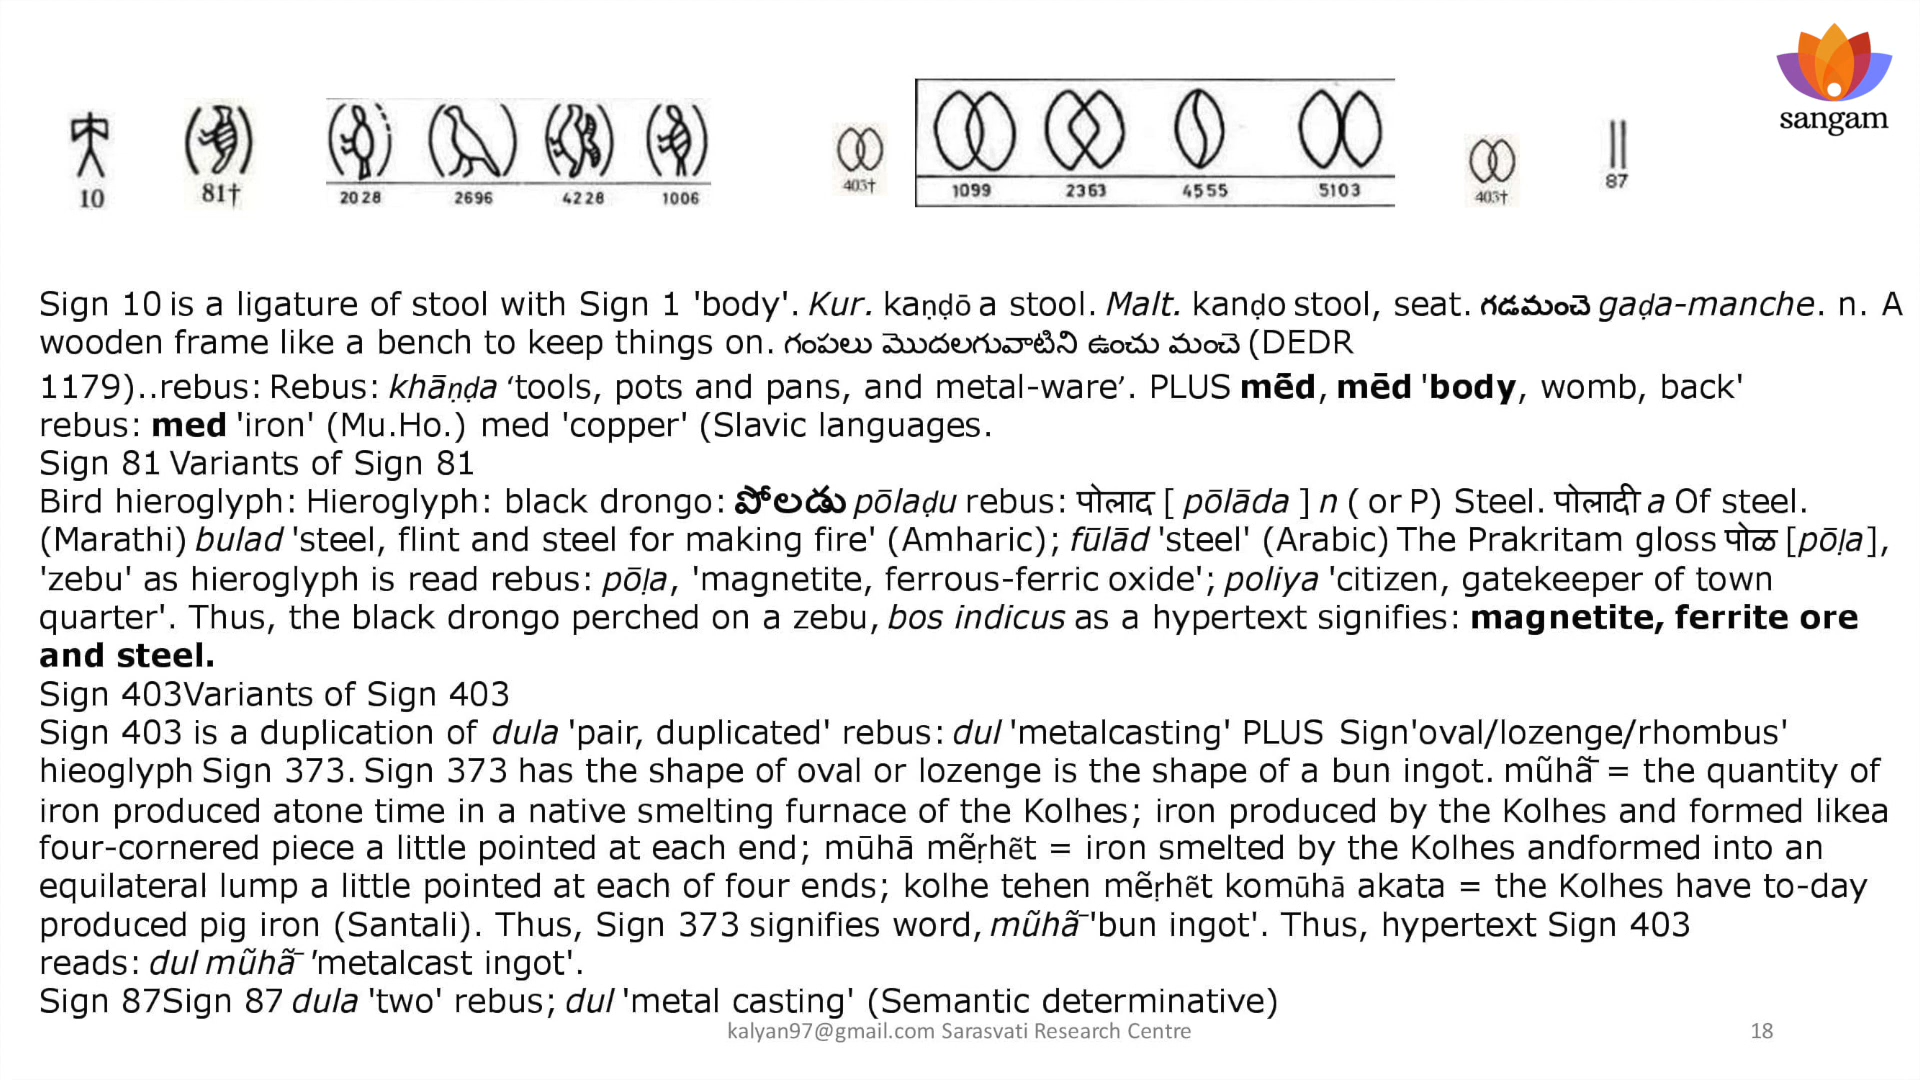 sangam
10
81†
2028 2696 4228 1006
403†
1099 2363 4555 5103
403†
87
Sign 10 is a ligature of stool with Sign 1 'body'. Kur. kaṇḍō a stool. Malt. kanḍo stool, seat. గడమంచె gaḍa-manche. n. A
wooden frame like a bench to keep things on. గంపలు మొదలగువాటిని ఉంచు మంచె (DEDR
1179)..rebus: Rebus: khāṇḍa ‘tools, pots and pans, and metal-ware’. PLUS mē̃d, mēd 'body, womb, back'
rebus: med 'iron' (Mu.Ho.) med 'copper' (Slavic languages.
Sign 81 Variants of Sign 81
Bird hieroglyph: Hieroglyph: black drongo: పోలడు pōlaḍu rebus: पोलाद [ pōlāda ] n ( or P) Steel. पोलादी a Of steel.
(Marathi) bulad 'steel, flint and steel for making fire' (Amharic); fūlād 'steel' (Arabic) The Prakritam gloss पोळ [pōḷa],
'zebu' as hieroglyph is read rebus: pōḷa, 'magnetite, ferrous-ferric oxide'; poliya 'citizen, gatekeeper of town
quarter'. Thus, the black drongo perched on a zebu, bos indicus as a hypertext signifies: magnetite, ferrite ore
and steel.
Sign 403Variants of Sign 403
Sign 403 is a duplication of dula 'pair, duplicated' rebus: dul 'metalcasting' PLUS Sign'oval/lozenge/rhombus'
hieoglyph Sign 373. Sign 373 has the shape of oval or lozenge is the shape of a bun ingot. mũhã̄ = the quantity of
iron produced atone time in a native smelting furnace of the Kolhes; iron produced by the Kolhes and formed likea
four-cornered piece a little pointed at each end; mūhā mẽṛhẽt = iron smelted by the Kolhes andformed into an
equilateral lump a little pointed at each of four ends; kolhe tehen mẽṛhẽt komūhā akata = the Kolhes have to-day
produced pig iron (Santali). Thus, Sign 373 signifies word, mũhã̄ 'bun ingot'. Thus, hypertext Sign 403
reads: dul mũhã̄ 'metalcast ingot'.
Sign 87Sign 87 dula 'two' rebus; dul 'metal casting' (Semantic determinative)
kalyan97@gmail.com Sarasvati Research Centre
18